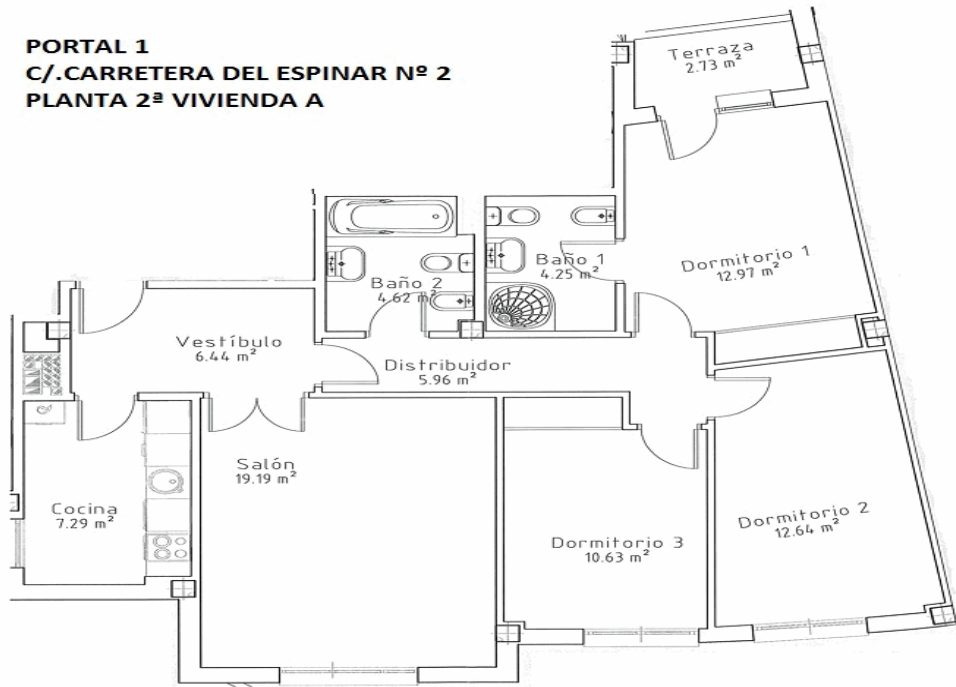 PORTAL 1
C/.CARRETERA DEL ESPINAR Nº 2
PLANTA 2ª VIVIENDA A
Terraza
2.73 m²
Dormitorio 1
12.97 m²
Baño 1
4.25 m²
Baño 2
4.62 m²
Vestíbulo
6.44 m²
Distribuidor
5.96 m²
Salón
19.19 m²
Cocina
7.29 m²
Dormitorio 3
10.63 m²
Dormitorio 2
12.64 m²